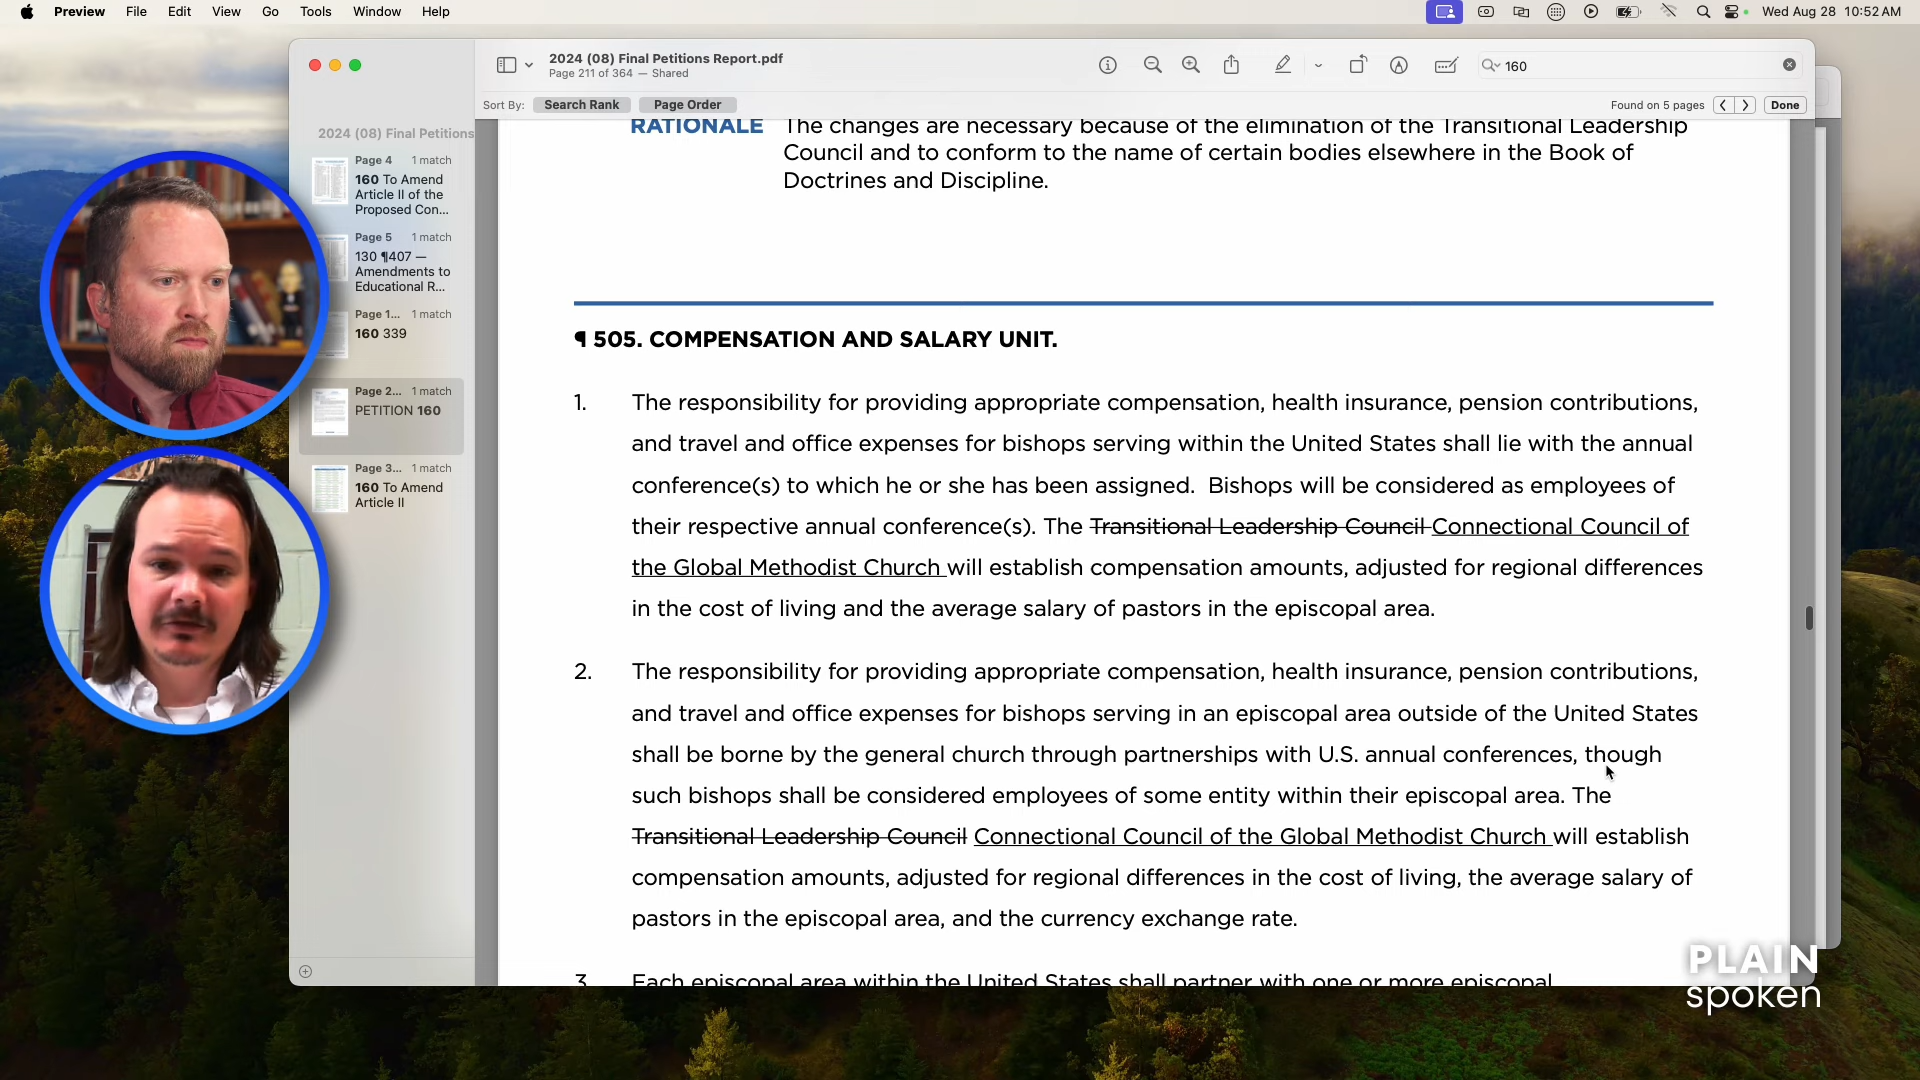 Preview File Edit View Go Tools Window Help
Wed Aug 28 10:52 AM
2024 (08) Final Petitions Report.pdf
Page 211 of 364 — Shared
160
Sort By: Search Rank Page Order
Found on 5 pages
Done
2024 (08) Final Petitions
Page 4 1 match
160 To Amend
Article II of the
Proposed Con...
Page 5 1 match
130 ¶407 —
Amendments to
Educational R...
Page 1... 1 match
160 339
Page 2... 1 match
PETITION 160
Page 3... 1 match
160 To Amend
Article II
RATIONALE The changes are necessary because of the elimination of the Transitional Leadership
Council and to conform to the name of certain bodies elsewhere in the Book of
Doctrines and Discipline.
¶ 505. COMPENSATION AND SALARY UNIT.
1. The responsibility for providing appropriate compensation, health insurance, pension contributions,
and travel and office expenses for bishops serving within the United States shall lie with the annual
conference(s) to which he or she has been assigned. Bishops will be considered as employees of
their respective annual conference(s). The Transitional Leadership Council Connectional Council of
the Global Methodist Church will establish compensation amounts, adjusted for regional differences
in the cost of living and the average salary of pastors in the episcopal area.
2. The responsibility for providing appropriate compensation, health insurance, pension contributions,
and travel and office expenses for bishops serving in an episcopal area outside of the United States
shall be borne by the general church through partnerships with U.S. annual conferences, though
such bishops shall be considered employees of some entity within their episcopal area. The
Transitional Leadership Council Connectional Council of the Global Methodist Church will establish
compensation amounts, adjusted for regional differences in the cost of living, the average salary of
pastors in the episcopal area, and the currency exchange rate.
3. Each episcopal area within the United States shall partner with one or more episcopal
PLAIN
spoken